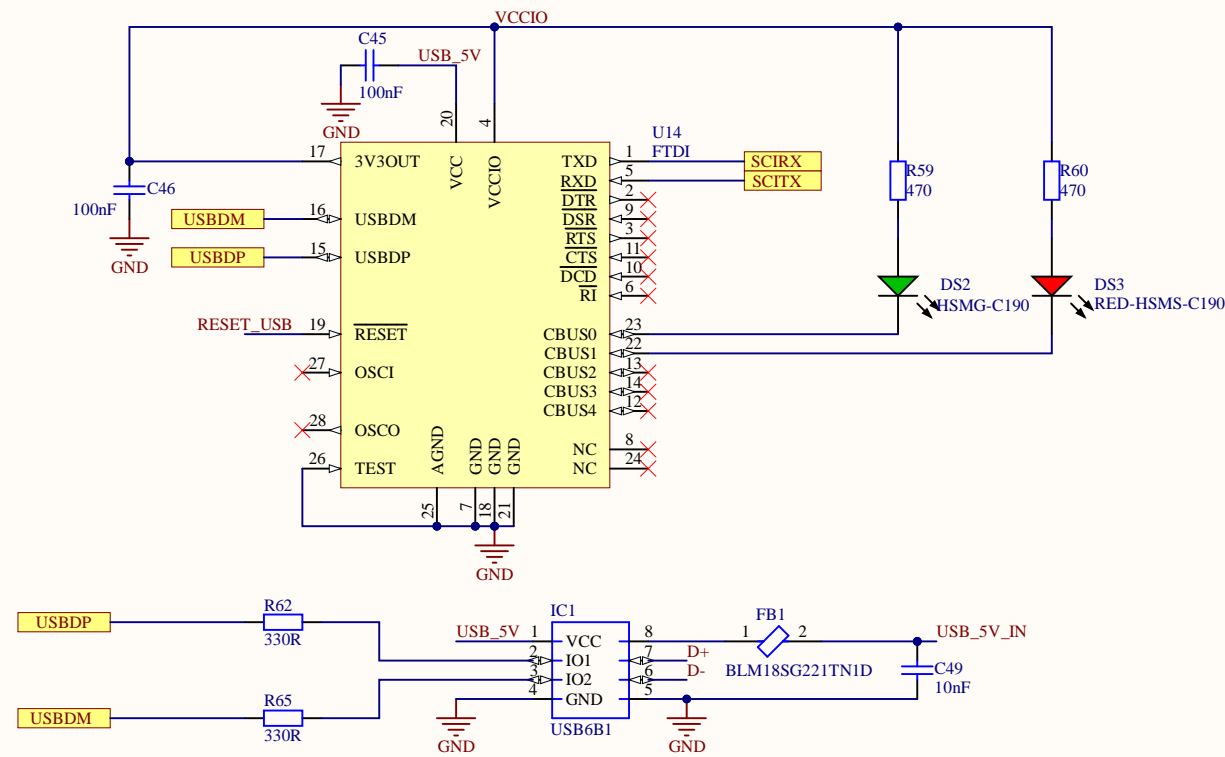 VCCIO
C45
USB_5V
100nF
GND
20
4
U14
FTDI
17
3V3OUT
VCC
VCCIO
TXD
1
SCIRX
RXD
5
SCITX
DTR
2
DSR
9
RTS
3
CTS
11
DCD
10
RI
6
C46
100nF
GND
USBDM
16
USBDM
USBDP
15
USBDP
R59
470
R60
470
DS2
HSMG-C190
DS3
RED-HSMS-C190
RESET_USB
19
RESET
27
OSCI
28
OSCO
26
TEST
CBUS0
23
CBUS1
22
CBUS2
13
CBUS3
14
CBUS4
12
NC
8
NC
24
AGND
GND
GND
GND
25
7
18
21
GND
USBDP
R62
330R
USBDM
R65
330R
IC1
USB_5V
1
VCC
8
2
IO1
7
D+
3
IO2
6
D-
4
GND
5
USB6B1
GND
GND
FB1
1
2
BLM18SG221TN1D
USB_5V_IN
C49
10nF